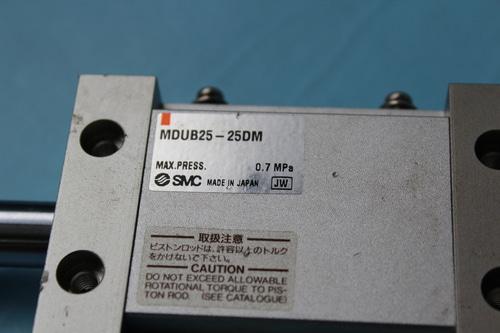 MDUB25-25DM
MAX.PRESS. 0.7 MPa
SMC MADE IN JAPAN JW
取扱注意
ピストンロッドは、許容以上のトルク
をかけないで下さい。
CAUTION
DO NOT EXCEED ALLOWABLE
ROTATIONAL TORQUE TO PIS-
TON ROD. (SEE CATALOGUE)